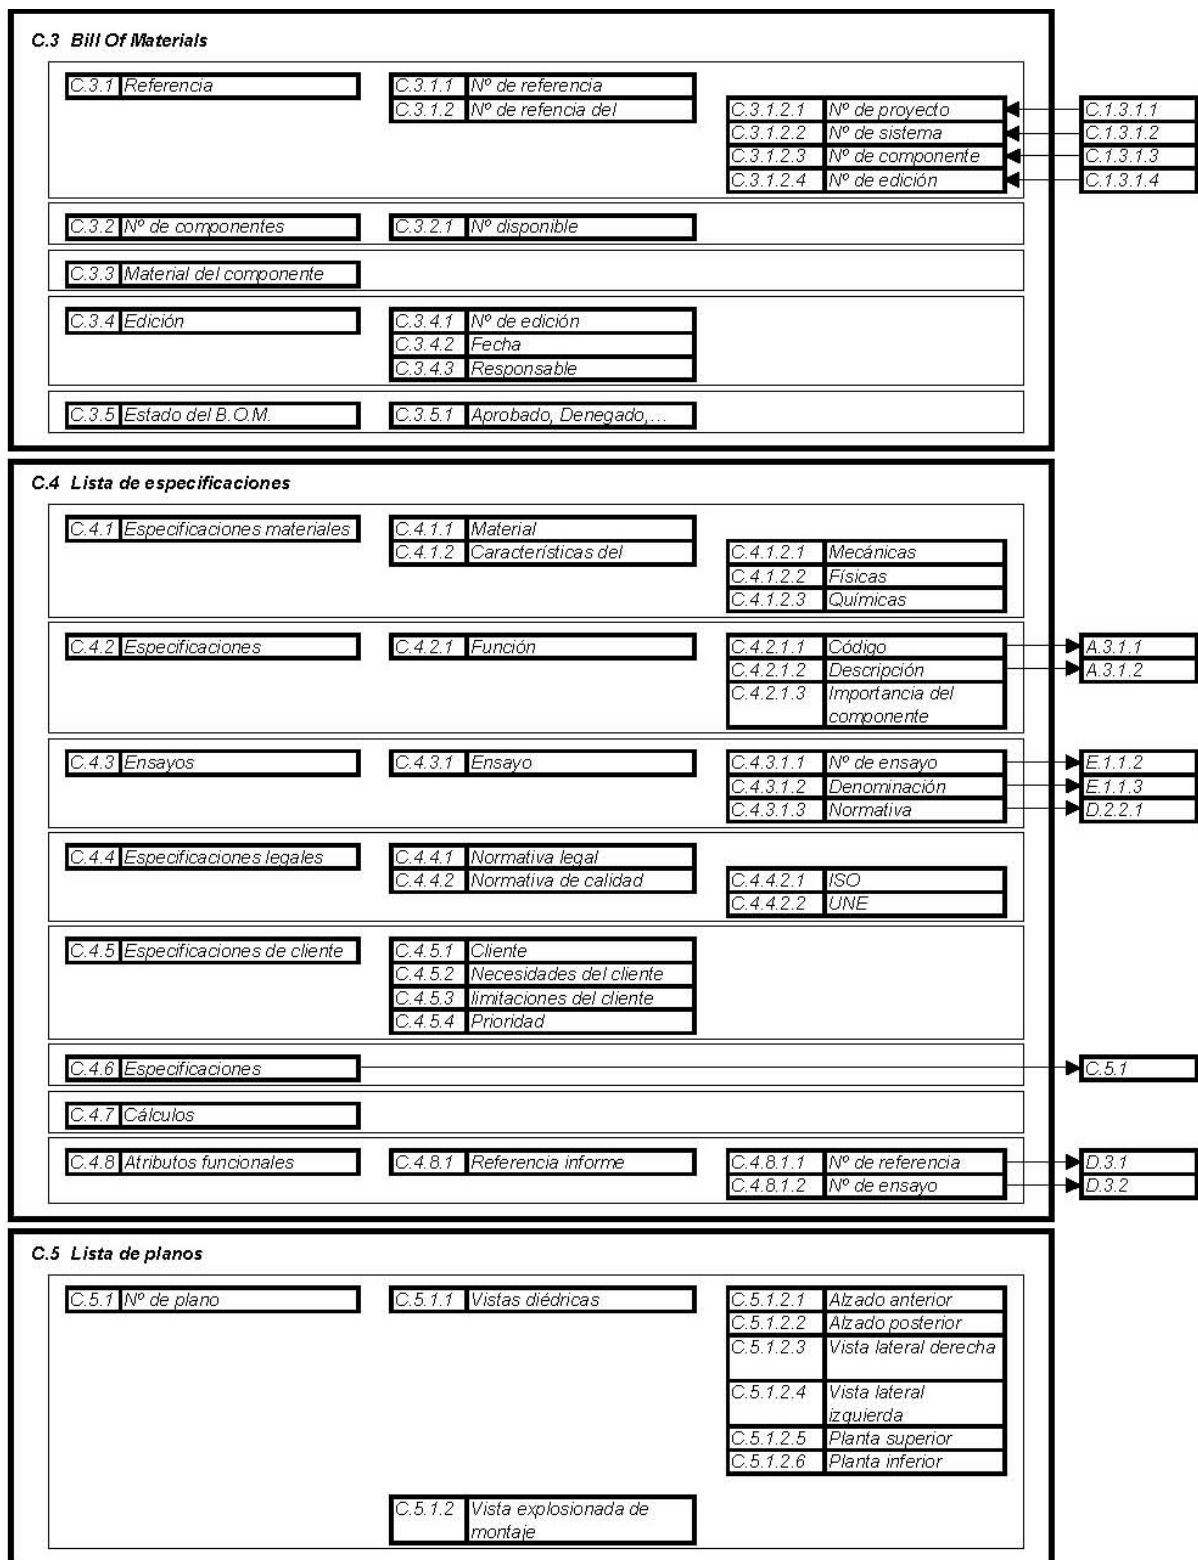 C.3 Bill Of Materials
C.3.1 Referencia C.3.1.1 Nº de referencia
C.3.1.2 Nº de refencia del
C.3.1.2.1 Nº de proyecto C.1.3.1.1
C.3.1.2.2 Nº de sistema C.1.3.1.2
C.3.1.2.3 Nº de componente C.1.3.1.3
C.3.1.2.4 Nº de edición C.1.3.1.4
C.3.2 Nº de componentes C.3.2.1 Nº disponible
C.3.3 Material del componente
C.3.4 Edición C.3.4.1 Nº de edición
C.3.4.2 Fecha
C.3.4.3 Responsable
C.3.5 Estado del B.O.M. C.3.5.1 Aprobado, Denegado,...
C.4 Lista de especificaciones
C.4.1 Especificaciones materiales C.4.1.1 Material
C.4.1.2 Características del C.4.1.2.1 Mecánicas
C.4.1.2.2 Físicas
C.4.1.2.3 Químicas
C.4.2 Especificaciones C.4.2.1 Función C.4.2.1.1 Código A.3.1.1
C.4.2.1.2 Descripción A.3.1.2
C.4.2.1.3 Importancia del
componente
C.4.3 Ensayos C.4.3.1 Ensayo C.4.3.1.1 Nº de ensayo E.1.1.2
C.4.3.1.2 Denominación E.1.1.3
C.4.3.1.3 Normativa D.2.2.1
C.4.4 Especificaciones legales C.4.4.1 Normativa legal
C.4.4.2 Normativa de calidad C.4.4.2.1 ISO
C.4.4.2.2 UNE
C.4.5 Especificaciones de cliente C.4.5.1 Cliente
C.4.5.2 Necesidades del cliente
C.4.5.3 limitaciones del cliente
C.4.5.4 Prioridad
C.4.6 Especificaciones C.5.1
C.4.7 Cálculos
C.4.8 Atributos funcionales C.4.8.1 Referencia informe C.4.8.1.1 Nº de referencia D.3.1
C.4.8.1.2 Nº de ensayo D.3.2
C.5 Lista de planos
C.5.1 Nº de plano C.5.1.1 Vistas diédricas C.5.1.2.1 Alzado anterior
C.5.1.2.2 Alzado posterior
C.5.1.2.3 Vista lateral derecha
C.5.1.2.4 Vista lateral
izquierda
C.5.1.2.5 Planta superior
C.5.1.2.6 Planta inferior
C.5.1.2 Vista explosionada de
montaje